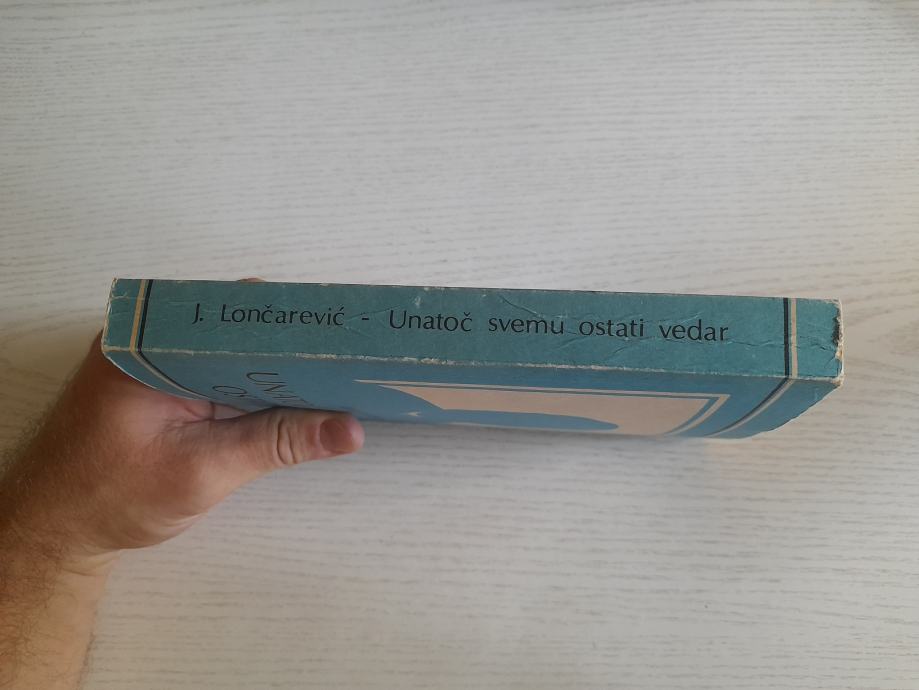 J. Lončarević - Unatoč svemu ostati vedar